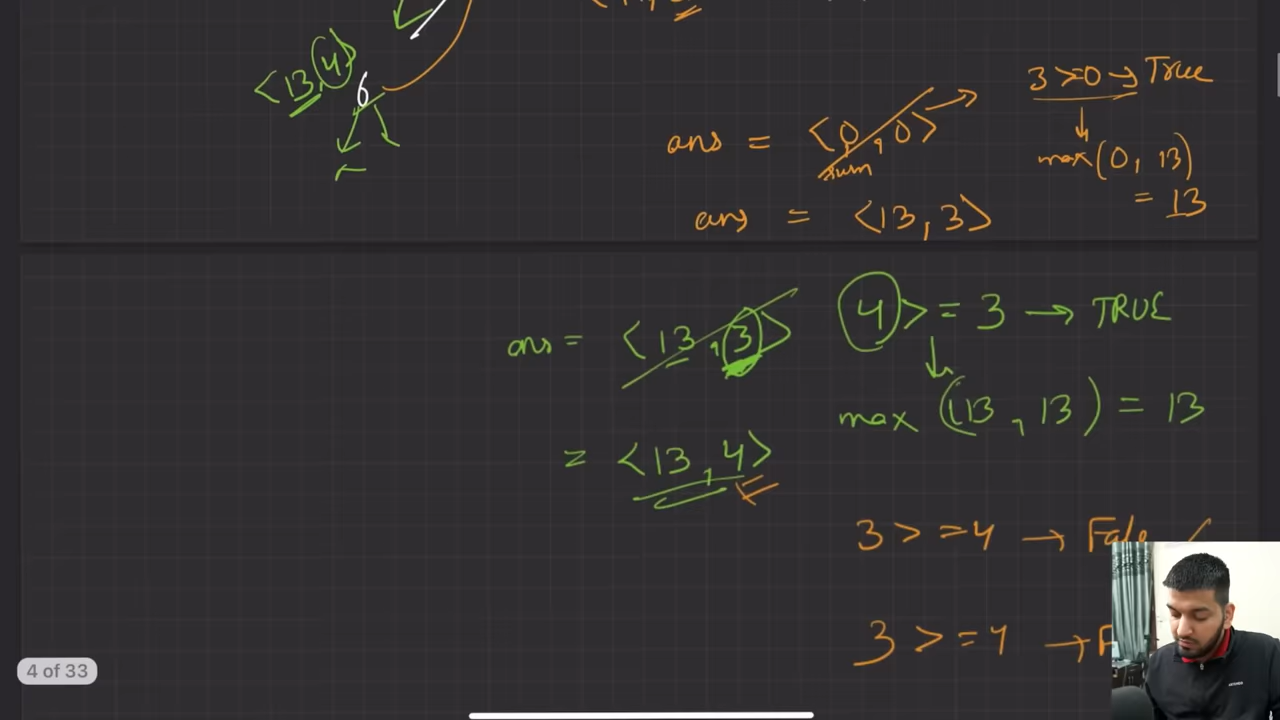 <13, 4>
6
3 >=0 → True
ans = <0, 0> →
sum
max(0, 13)
= 13
ans = <13, 3>
ans = <13, 3>
4 >= 3 → TRUE
max (13, 13) = 13
= <13, 4>
3 >=4 →
3 >=4 →
4 of 33